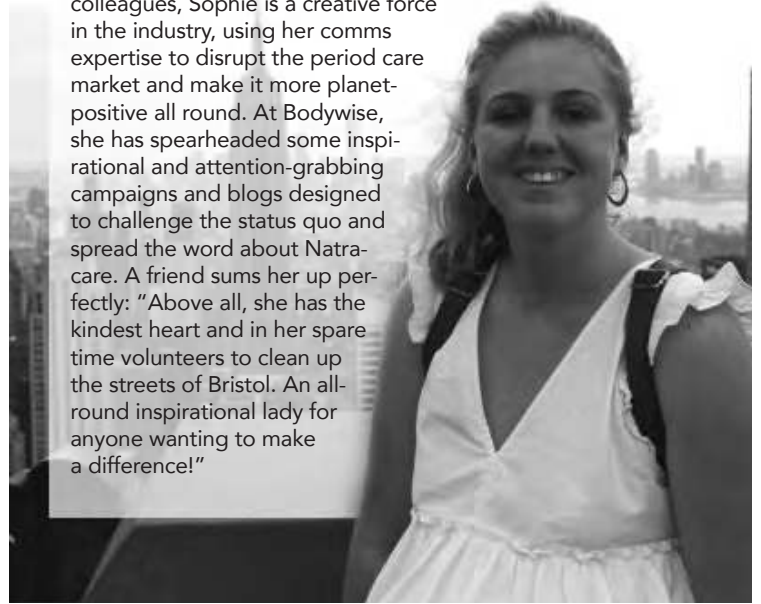 colleagues, Sophie is a creative force
in the industry, using her comms
expertise to disrupt the period care
market and make it more planet-
positive all round. At Bodywise,
she has spearheaded some inspi-
rational and attention-grabbing
campaigns and blogs designed
to challenge the status quo and
spread the word about Natra-
care. A friend sums her up per-
fectly: “Above all, she has the
kindest heart and in her spare
time volunteers to clean up
the streets of Bristol. An all-
round inspirational lady for
anyone wanting to make
a difference!”